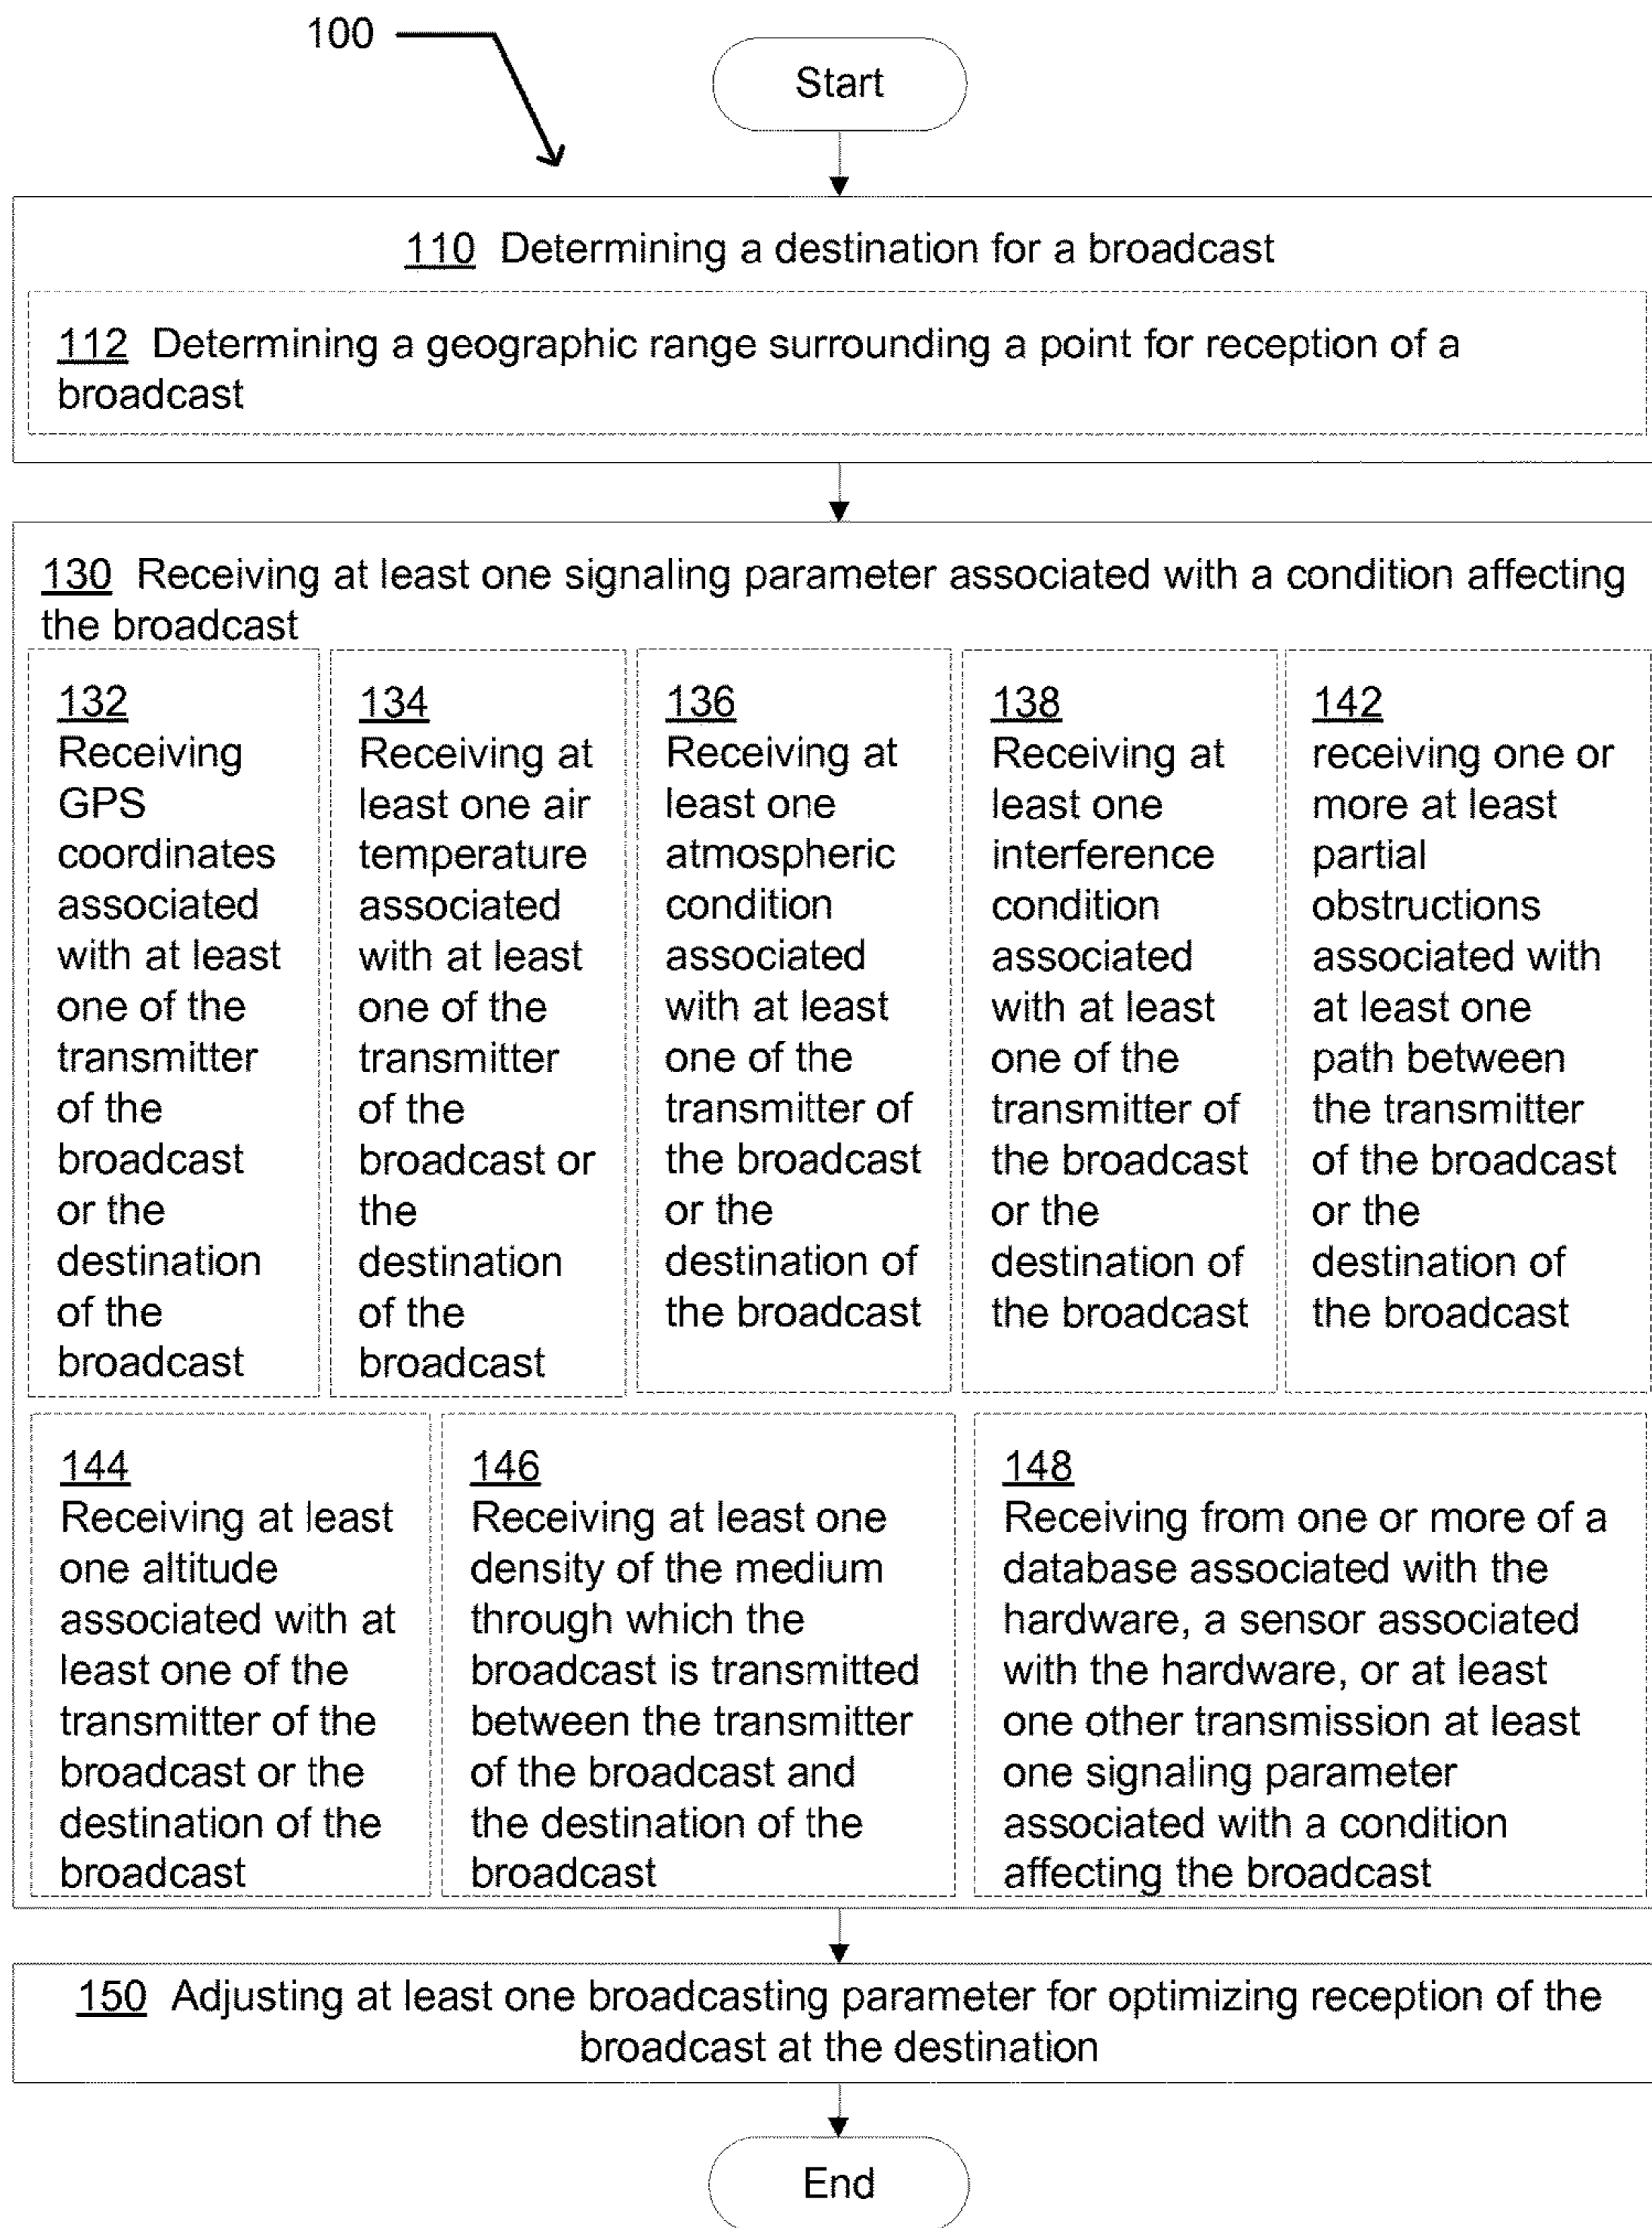 100
Start
110 Determining a destination for a broadcast
112 Determining a geographic range surrounding a point for reception of a
broadcast
130 Receiving at least one signaling parameter associated with a condition affecting
the broadcast
132
Receiving
GPS
coordinates
associated
with at least
one of the
transmitter
of the
broadcast
or the
destination
of the
broadcast
134
Receiving at
least one air
temperature
associated
with at least
one of the
transmitter
of the
broadcast or
the
destination
of the
broadcast
136
Receiving at
least one
atmospheric
condition
associated
with at least
one of the
transmitter of
the broadcast
or the
destination of
the broadcast
138
Receiving at
least one
interference
condition
associated
with at least
one of the
transmitter of
the broadcast
or the
destination of
the broadcast
142
receiving one or
more at least
partial
obstructions
associated with
at least one
path between
the transmitter
of the broadcast
or the
destination of
the broadcast
144
Receiving at least
one altitude
associated with at
least one of the
transmitter of the
broadcast or the
destination of the
broadcast
146
Receiving at least one
density of the medium
through which the
broadcast is transmitted
between the transmitter
of the broadcast and
the destination of the
broadcast
148
Receiving from one or more of a
database associated with the
hardware, a sensor associated
with the hardware, or at least
one other transmission at least
one signaling parameter
associated with a condition
affecting the broadcast
150 Adjusting at least one broadcasting parameter for optimizing reception of the
broadcast at the destination
End